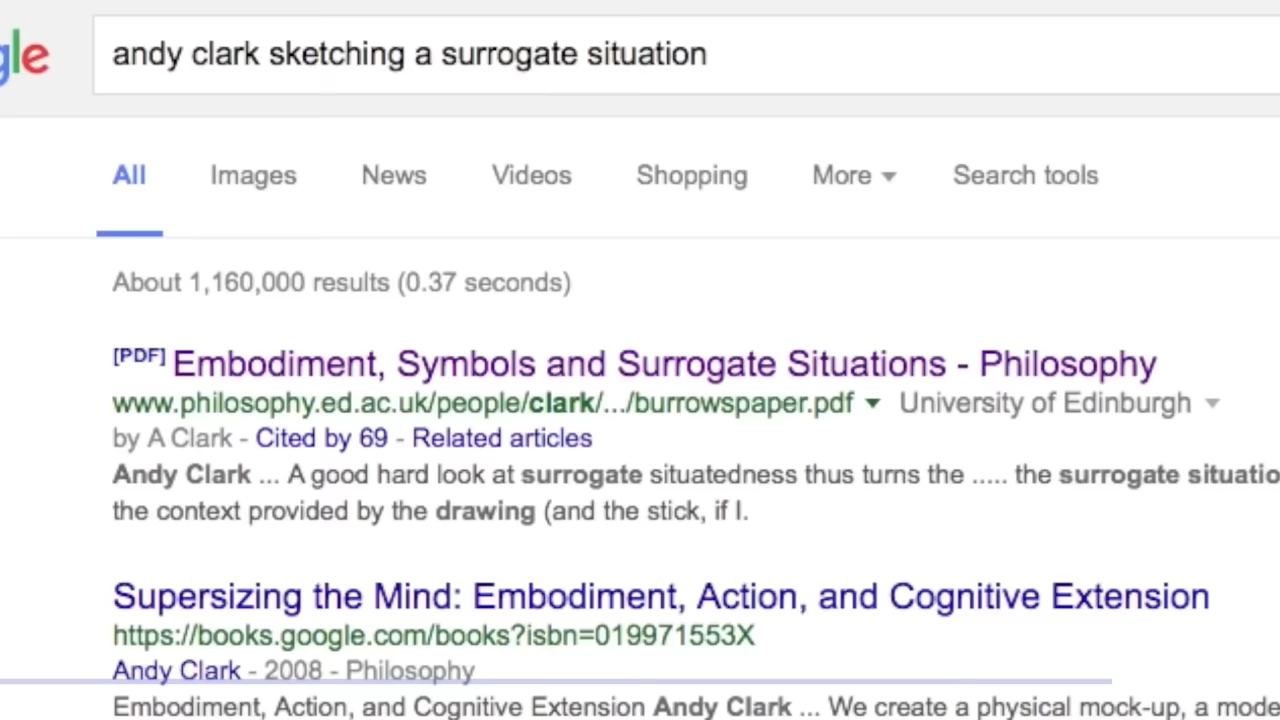 gle
andy clark sketching a surrogate situation
All Images News Videos Shopping More Search tools
About 1,160,000 results (0.37 seconds)
[PDF] Embodiment, Symbols and Surrogate Situations - Philosophy
www.philosophy.ed.ac.uk/people/clark/.../burrowspaper.pdf University of Edinburgh
by A Clark - Cited by 69 - Related articles
Andy Clark ... A good hard look at surrogate situatedness thus turns the ..... the surrogate situatio
the context provided by the drawing (and the stick, if I.
Supersizing the Mind: Embodiment, Action, and Cognitive Extension
https://books.google.com/books?isbn=019971553X
Andy Clark - 2008 - Philosophy
Embodiment, Action, and Cognitive Extension Andy Clark ... We create a physical mock-up, a mode